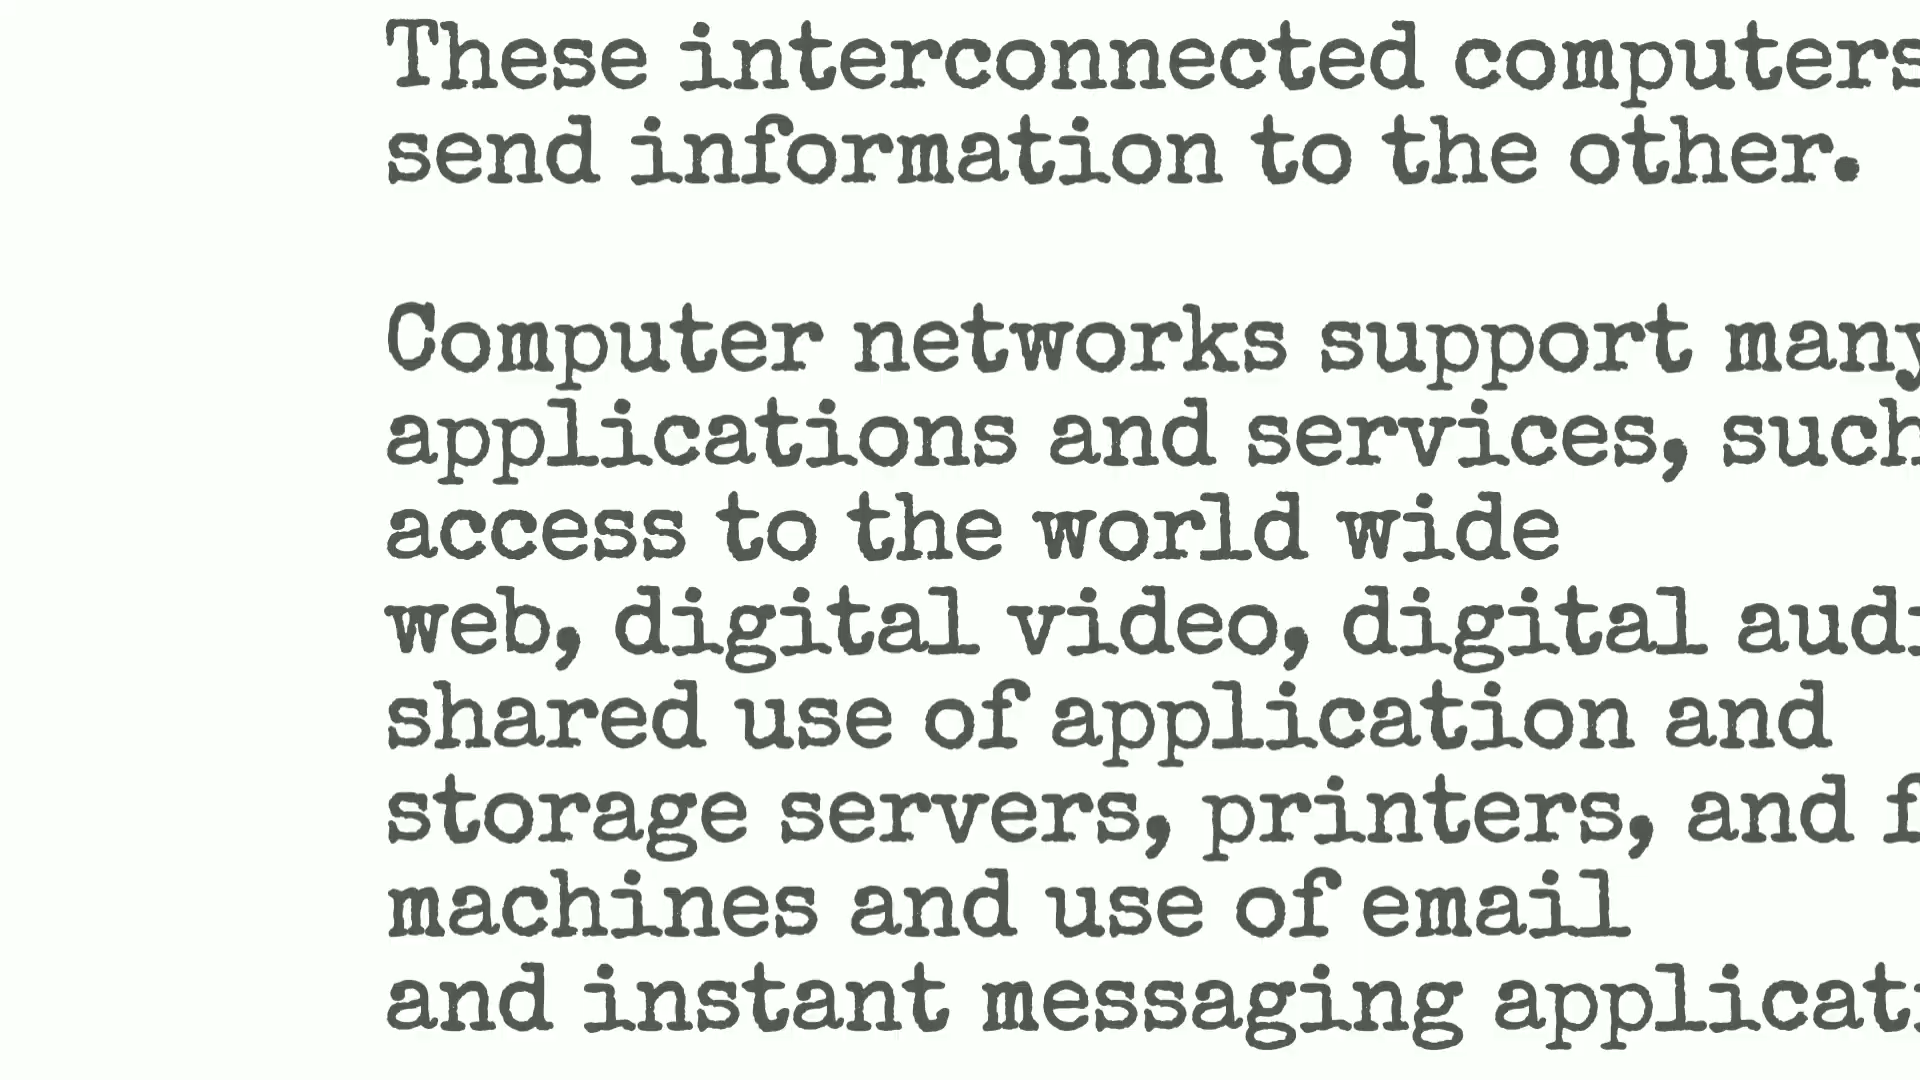 These interconnected computers
send information to the other.
Computer networks support many
applications and services, such
access to the world wide
web, digital video, digital
shared use of application and
storage servers, printers, and
machines and use of email
and instant messaging